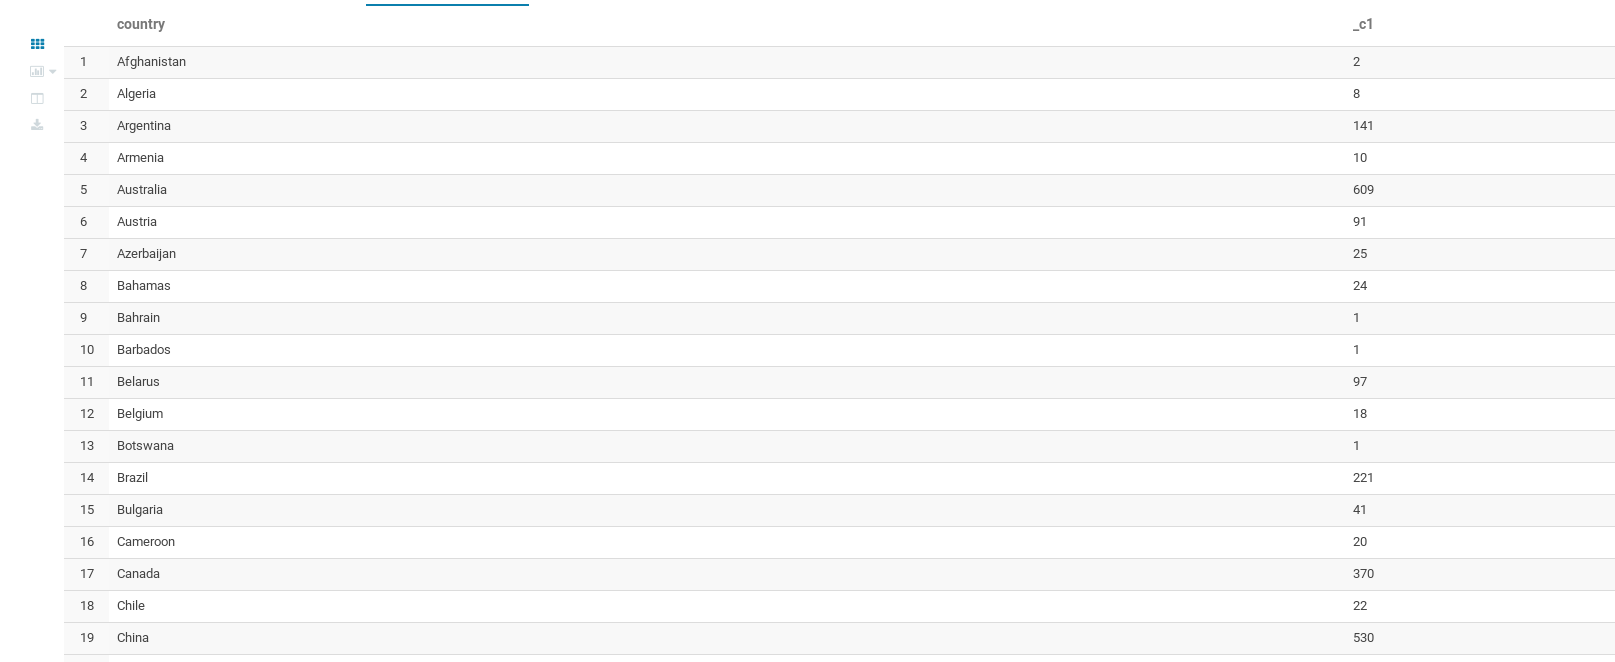 country _c1
1 Afghanistan 2
2 Algeria 8
3 Argentina 141
4 Armenia 10
5 Australia 609
6 Austria 91
7 Azerbaijan 25
8 Bahamas 24
9 Bahrain 1
10 Barbados 1
11 Belarus 97
12 Belgium 18
13 Botswana 1
14 Brazil 221
15 Bulgaria 41
16 Cameroon 20
17 Canada 370
18 Chile 22
19 China 530